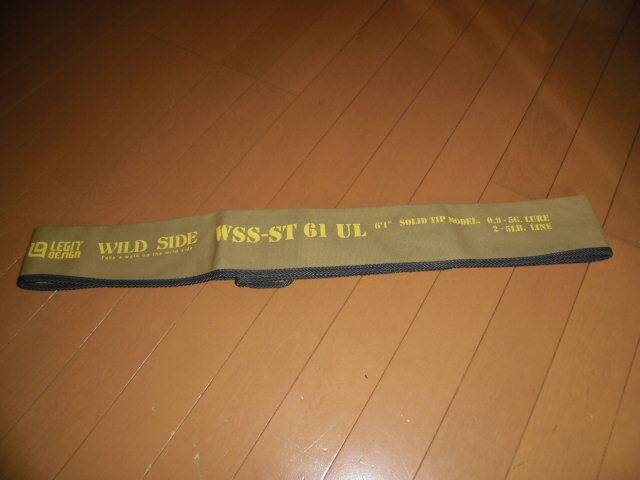 LEGIT
DESIGN
WILD SIDE
Take a walk on the wild side
WSS-ST 61 UL
6'1" SOLID TIP MODEL. 0.9-5G. LURE
2-5LB. LINE